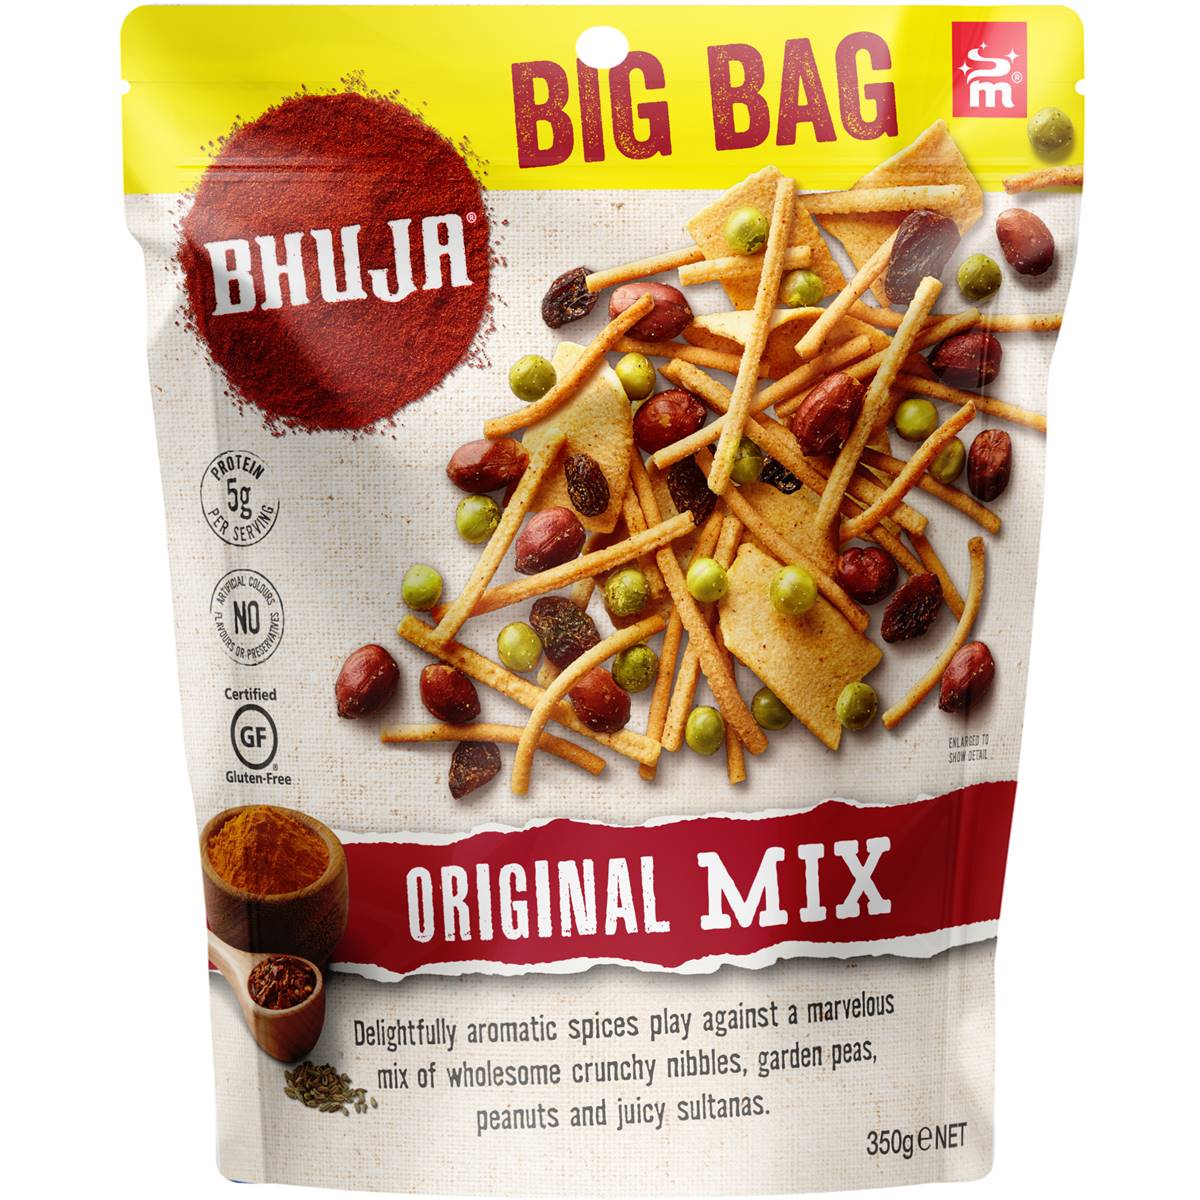 BIG BAG
m®
BHUJA®
PROTEIN
5g
PER SERVING
ARTIFICIAL COLOURS
NO
FLAVOURS OR PRESERVATIVES
Certified
GF®
Gluten-Free
ENLARGED TO
SHOW DETAIL
ORIGINAL MIX
Delightfully aromatic spices play against a marvelous
mix of wholesome crunchy nibbles, garden peas,
peanuts and juicy sultanas.
350g℮NET